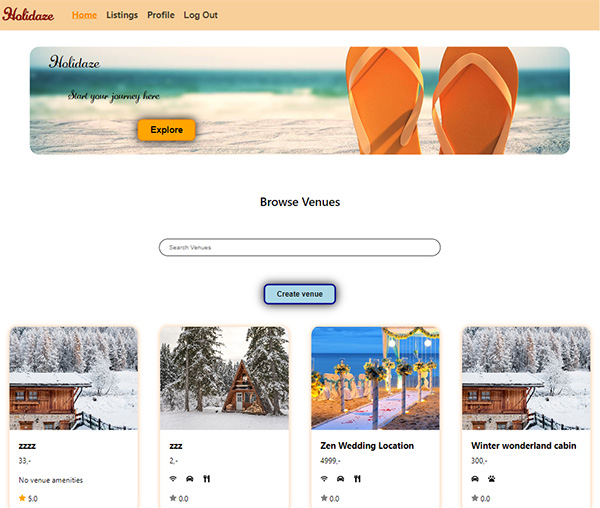 Holidaze Home Listings Profile Log Out
Holidaze
Start your journey here
Explore
Browse Venues
Search Venues
Create venue
zzzz
33,-
No venue amenities
5.0
zzz
2,-
0.0
Zen Wedding Location
4999,-
0.0
Winter wonderland cabin
300,-
0.0